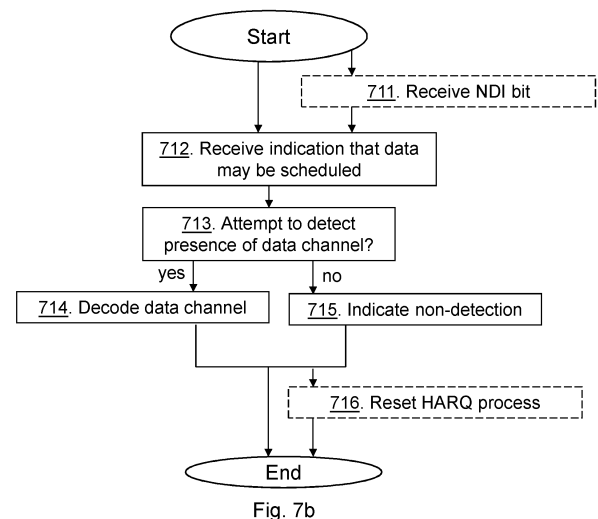 Start
711. Receive NDI bit
712. Receive indication that data
may be scheduled
713. Attempt to detect
presence of data channel?
yes
no
714. Decode data channel
715. Indicate non-detection
716. Reset HARQ process
End
Fig. 7b